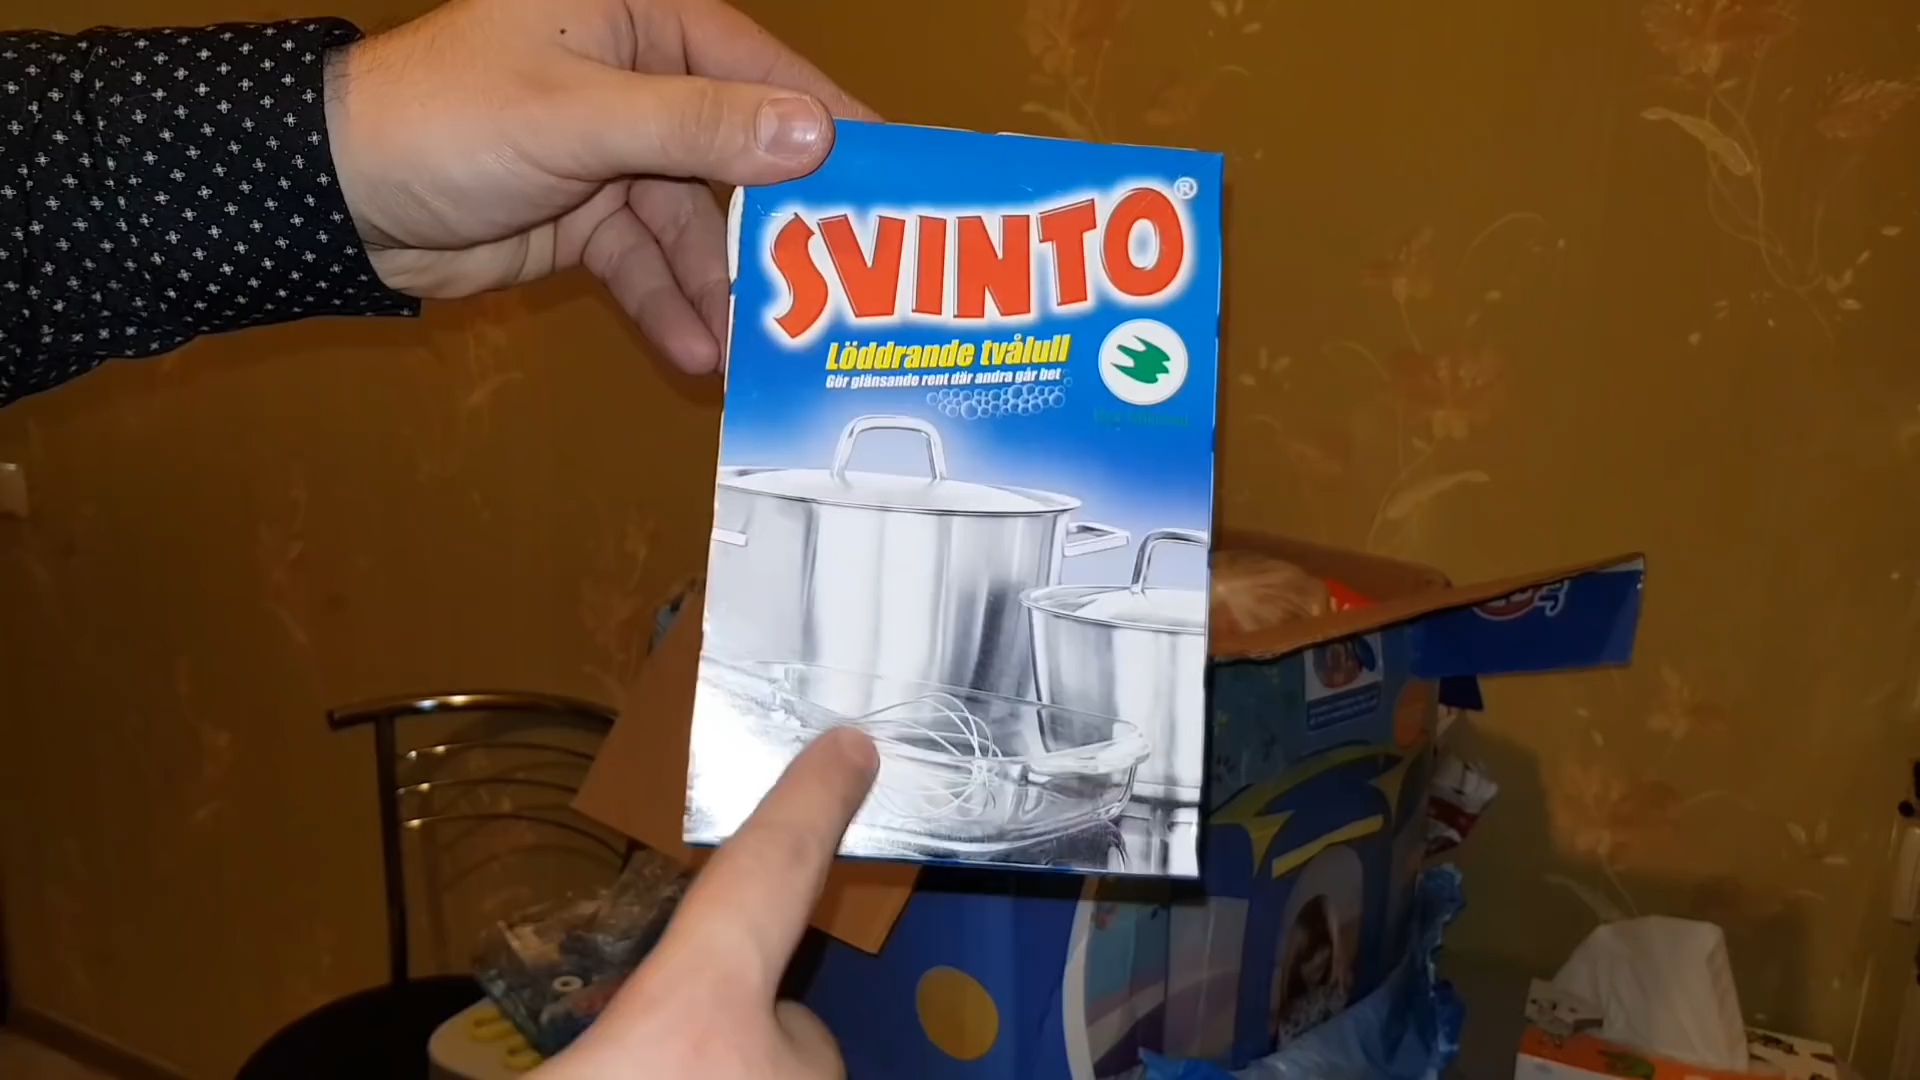 SVINTO®
Löddrande tvålull
Gör glänsande rent där andra går bet